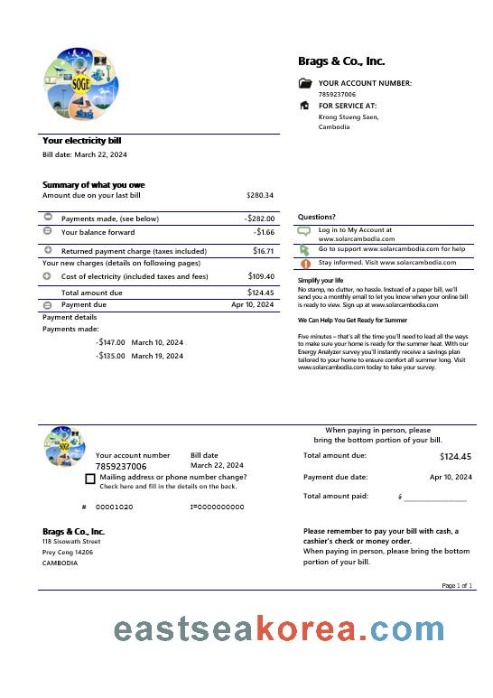 SOGE
Brags & Co., Inc.
YOUR ACCOUNT NUMBER:
7859237006
FOR SERVICE AT:
Krong Stueng Saen,
Cambodia
Your electricity bill
Bill date: March 22, 2024
Summary of what you owe
Amount due on your last bill $280.34
Payments made, (see below) -$282.00
Your balance forward -$1.66
Returned payment charge (taxes included) $16.71
Your new charges (details on following pages)
Cost of electricity (included taxes and fees) $109.40
Total amount due $124.45
Payment due Apr 10, 2024
Payment details
Payments made:
-$147.00 March 10, 2024
-$135.00 March 19, 2024
Questions?
Log in to My Account at
www.solarcambodia.com
Go to support www.solarcambodia.com for help
Stay informed. Visit www.solarcambodia.com
Simplify your life
No stamp, no clutter, no hassle. Instead of a paper bill, we'll
send you a monthly email to let you know when your online bill
is ready to view. Sign up at www.solarcambodia.com
We Can Help You Get Ready for Summer
Five minutes – that's all the time you'll need to lead all the ways
to make sure your home is ready for the summer heat. With our
Energy Analyzer survey you'll instantly receive a savings plan
tailored to your home to ensure comfort all summer long. Visit
www.solarcambodia.com today to take your survey.
SOGE
Your account number Bill date
7859237006 March 22, 2024
Mailing address or phone number change?
Check here and fill in the details on the back.
# 00001020 I=0000000000
Brags & Co., Inc.
118 Sisowath Street
Prey Ceng 14206
CAMBODIA
When paying in person, please
bring the bottom portion of your bill.
Total amount due: $124.45
Payment due date: Apr 10, 2024
Total amount paid: $
Please remember to pay your bill with cash, a
cashier's check or money order.
When paying in person, please bring the bottom
portion of your bill.
Page 1 of 1
eastseakorea.com